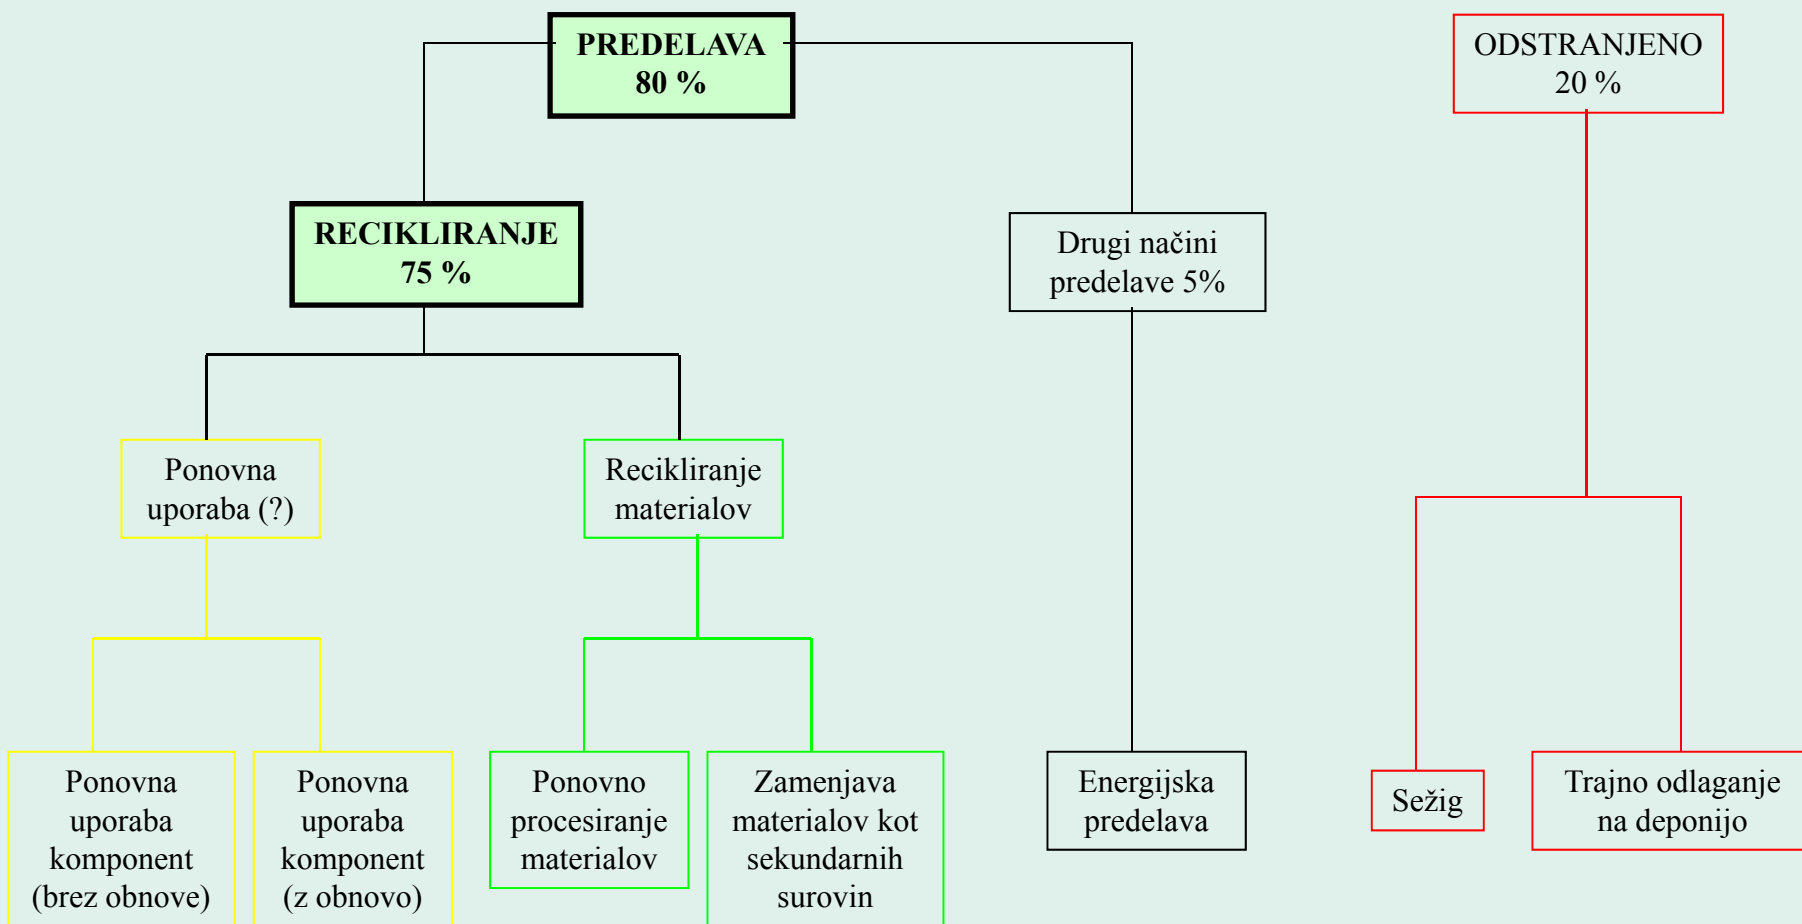 PREDELAVA
80 %
ODSTRANJENO
20 %
RECIKLIRANJE
75 %
Drugi načini
predelave 5%
Ponovna
uporaba (?)
Recikliranje
materialov
Ponovna
uporaba
komponent
(brez obnove)
Ponovna
uporaba
komponent
(z obnovo)
Ponovno
procesiranje
materialov
Zamenjava
materialov kot
sekundarnih
surovin
Energijska
predelava
Sežig
Trajno odlaganje
na deponijo